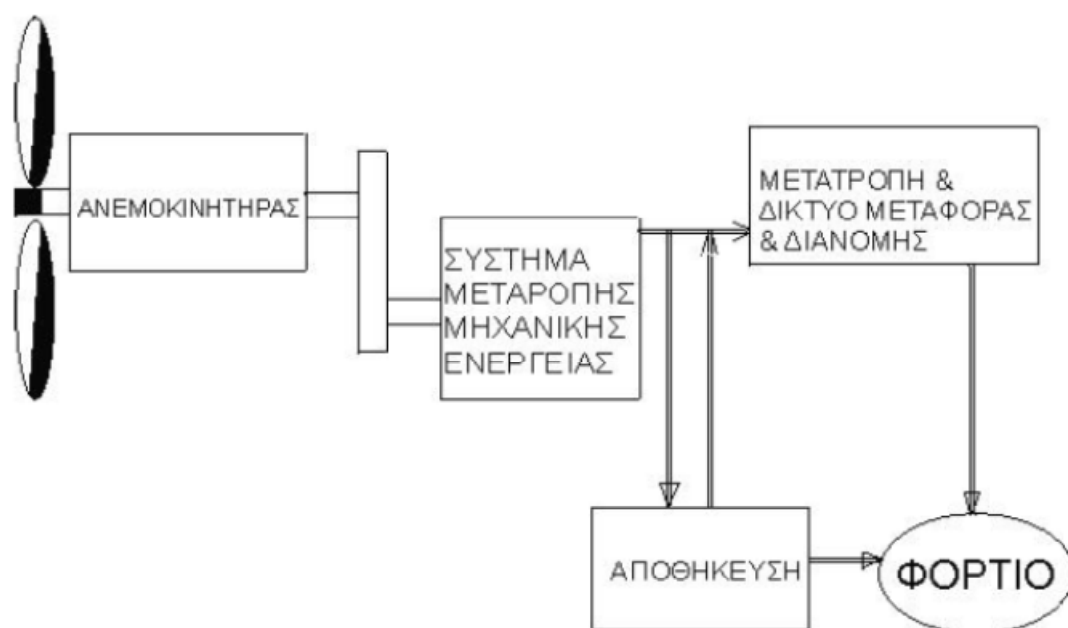 ΑΝΕΜΟΚΙΝΗΤΗΡΑΣ
ΣΥΣΤΗΜΑ
ΜΕΤΑΡΟΠΗΣ
ΜΗΧΑΝΙΚΗΣ
ΕΝΕΡΓΕΙΑΣ
ΜΕΤΑΤΡΟΠΗ &
ΔΙΚΤΥΟ ΜΕΤΑΦΟΡΑΣ
& ΔΙΑΝΟΜΗΣ
ΑΠΟΘΗΚΕΥΣΗ
ΦΟΡΤΙΟ